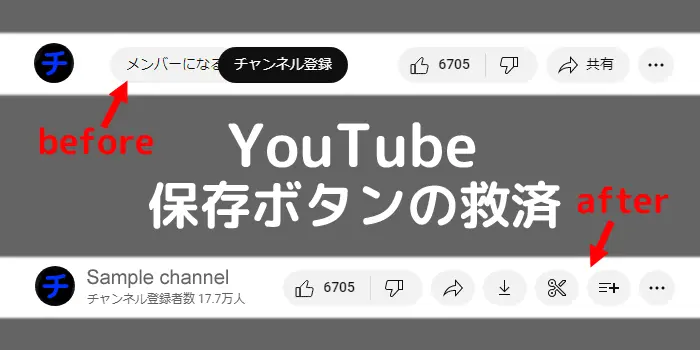 チ メンバーになる チャンネル登録 6705 共有
before
YouTube
保存ボタンの救済
after
チ Sample channel 6705
チャンネル登録者数 17.7万人